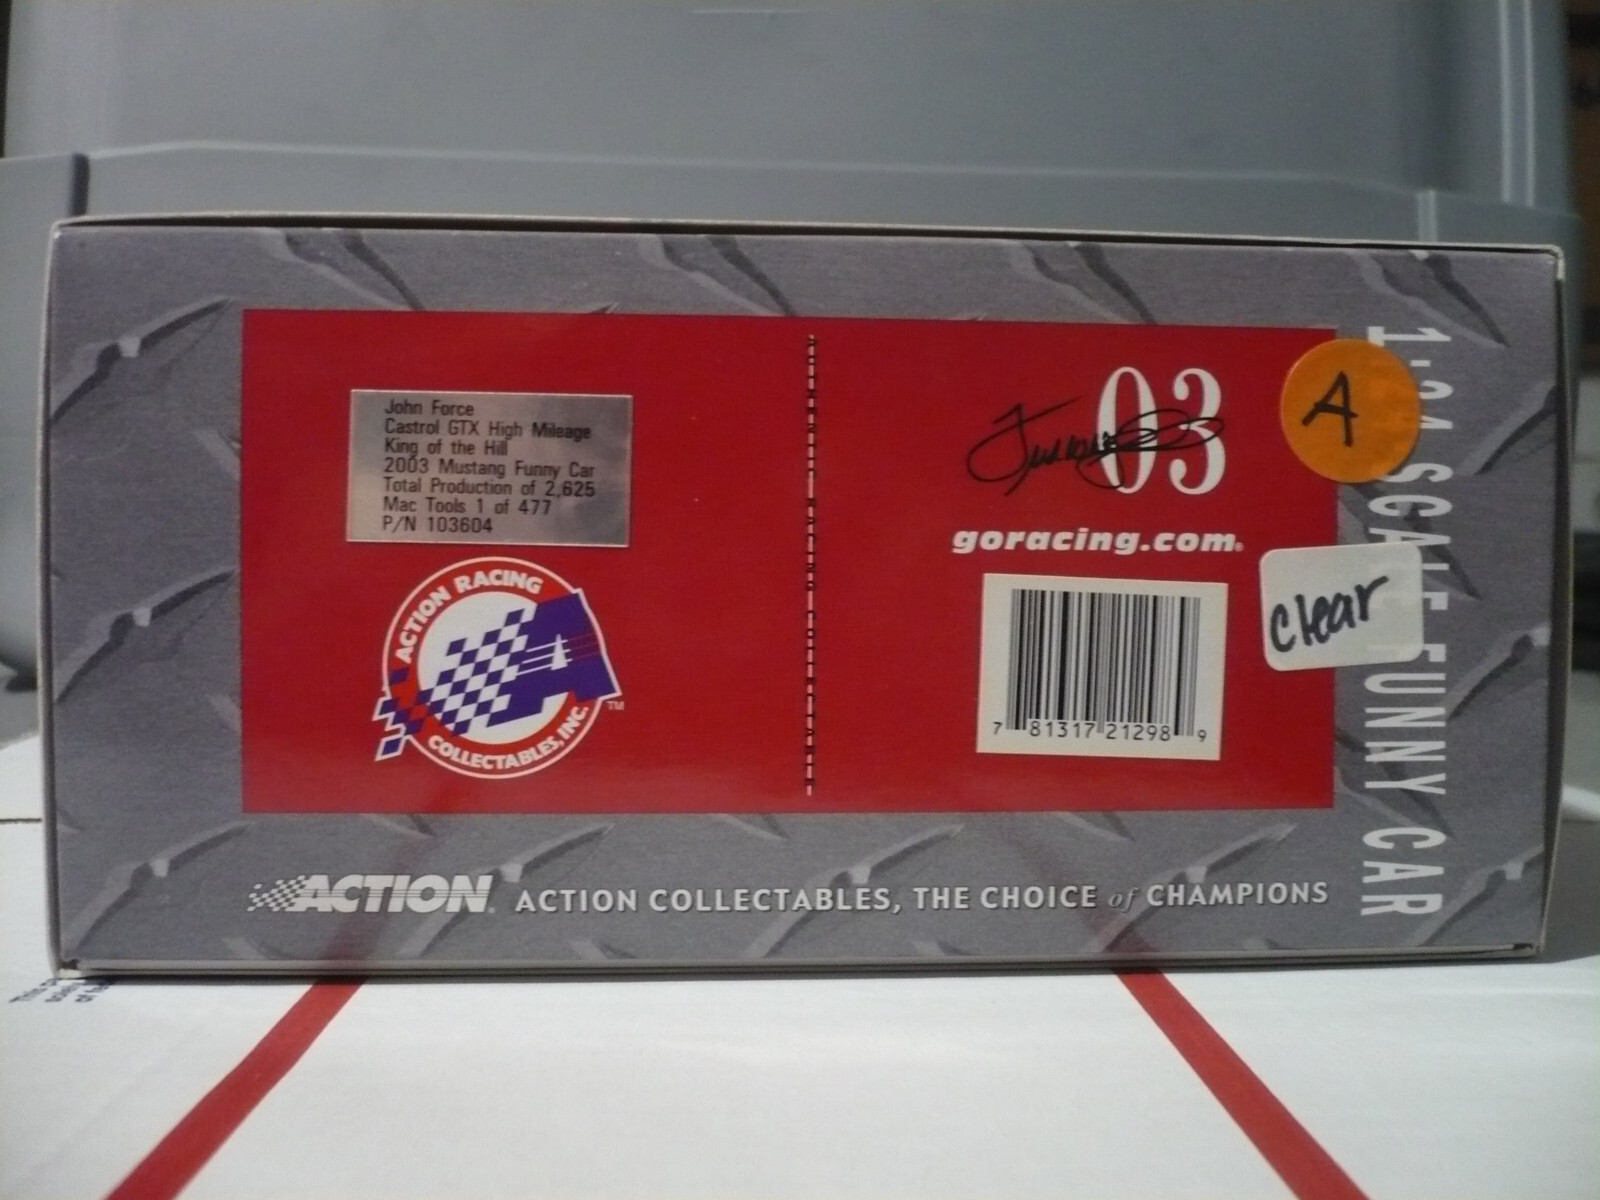 John Force
Castrol GTX High Mileage
King of the Hill
2003 Mustang Funny Car
Total Production of 2,625
Mac Tools 1 of 477
P/N 103604
ACTION RACING
COLLECTABLES, INC.
TM
03
goracing.com
7 81317 21298 9
A
clear
1:24 SCALE FUNNY CAR
ACTION ACTION COLLECTABLES, THE CHOICE of CHAMPIONS